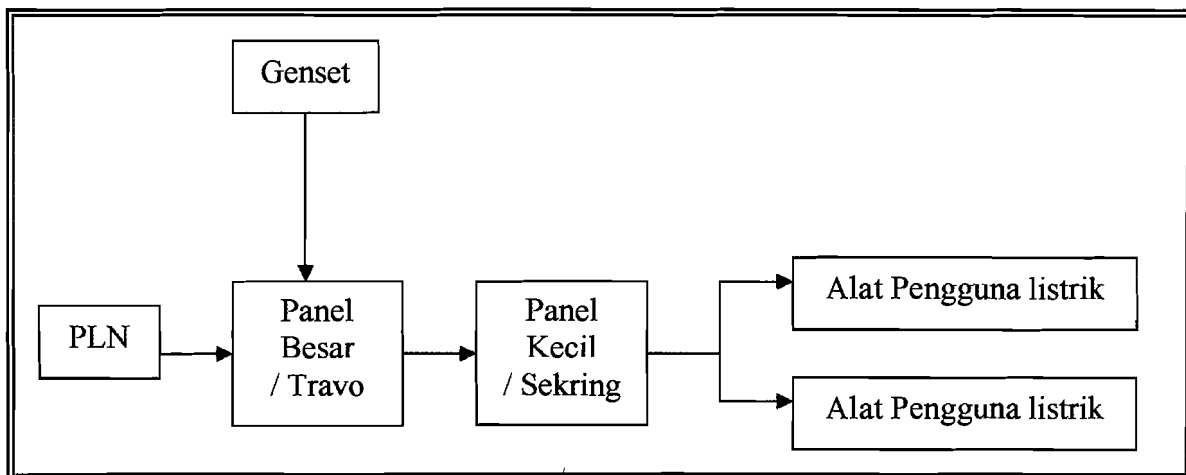 Genset
PLN
Panel
Besar
/ Travo
Panel
Kecil
/ Sekring
Alat Pengguna listrik
Alat Pengguna listrik